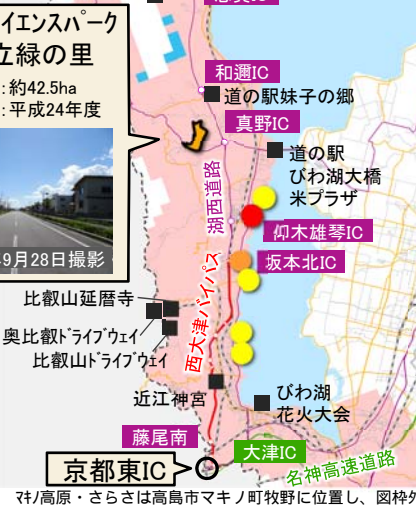 イエンスパーク
立緑の里
：約42.5ha
：平成24年度
9月28日撮影
和邇IC
道の駅妹子の郷
真野IC
道の駅
びわ湖大橋
米プラザ
湖西道路
仰木雄琴IC
坂本北IC
西大津バイパス
比叡山延暦寺
奥比叡ドライブウェイ
比叡山ドライブウェイ
近江神宮
びわ湖
花火大会
藤尾南
大津IC
京都東IC
名神高速道路
マキノ高原・さらさは高島市マキノ町牧野に位置し、図枠外